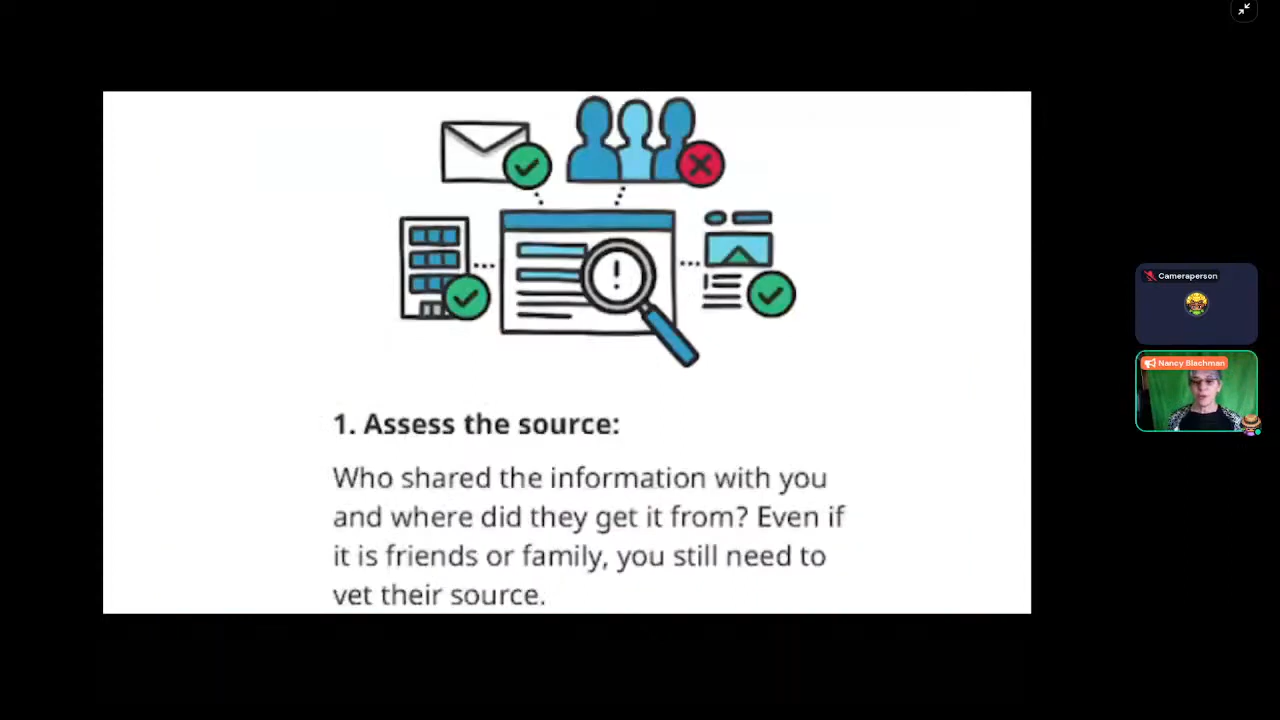 Cameraperson
Nancy Blachman
1. Assess the source:
Who shared the information with you
and where did they get it from? Even if
it is friends or family, you still need to
vet their source.